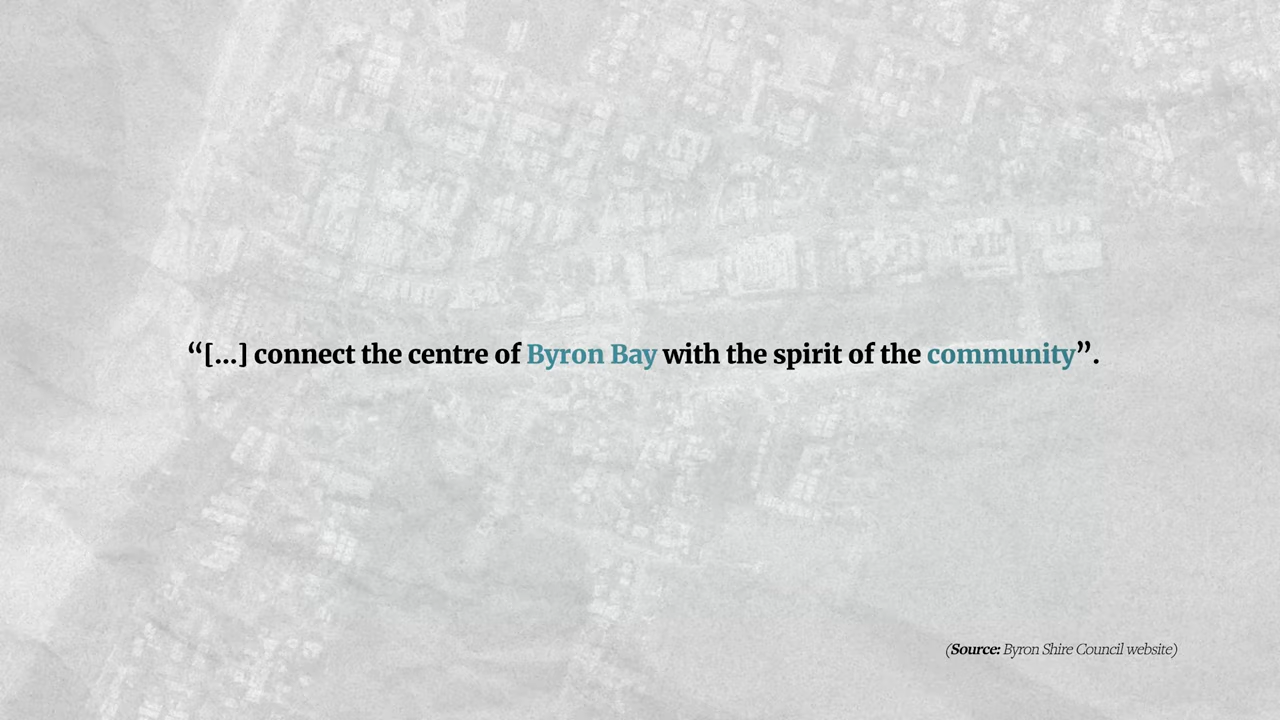 “[...] connect the centre of Byron Bay with the spirit of the community”.
(Source: Byron Shire Council website)